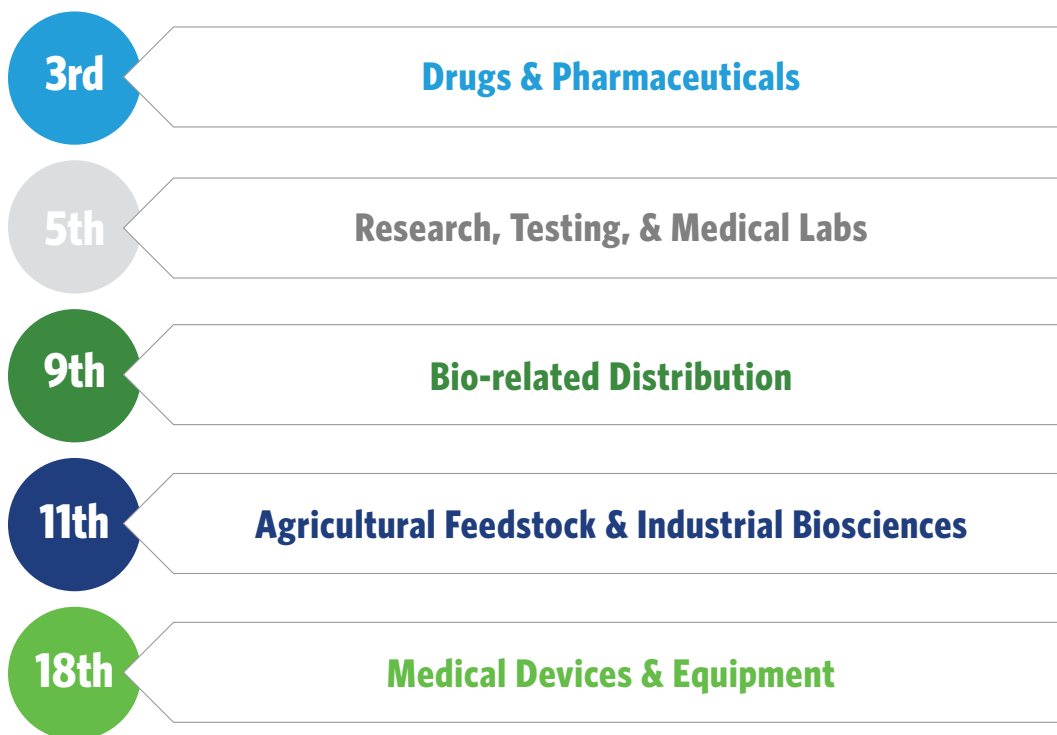 3rd
Drugs & Pharmaceuticals
5th
Research, Testing, & Medical Labs
9th
Bio-related Distribution
11th
Agricultural Feedstock & Industrial Biosciences
18th
Medical Devices & Equipment